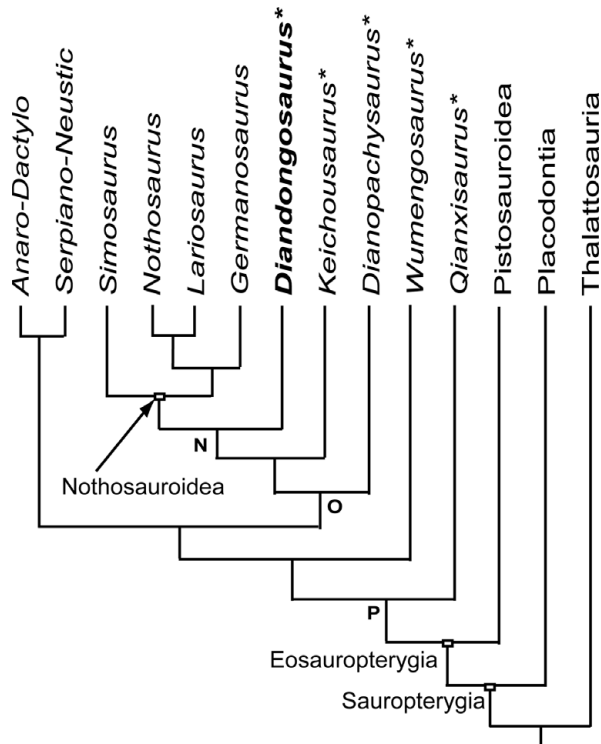 Anaro-Dactylo
Serpiano-Neustic
Simosaurus
Nothosaurus
Lariosaurus
Germanosaurus
Diandongosaurus*
Keichousaurus*
Dianopachysaurus*
Wumengosaurus*
Qianxisaurus*
Pistosauroidea
Placodontia
Thalattosauria
N
Nothosauroidea
O
P
Eosauropterygia
Sauropterygia